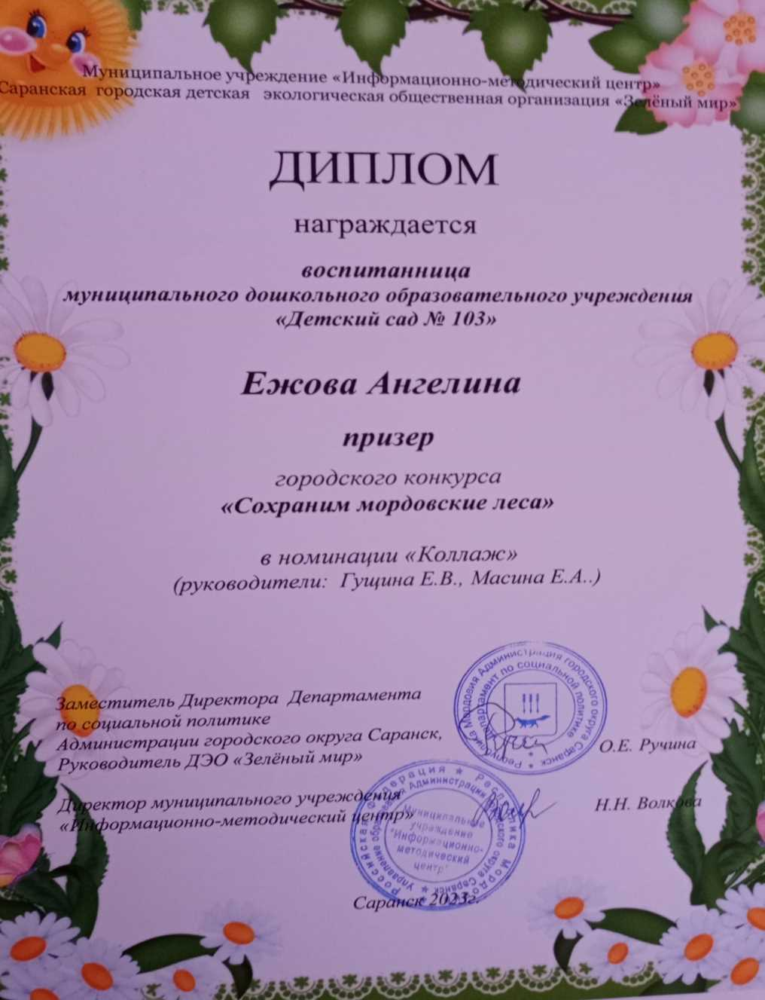 Муниципальное учреждение «Информационно-методический центр»
Саранская городская детская экологическая общественная организация «Зелёный мир»
ДИПЛОМ
награждается
воспитанница
муниципального дошкольного образовательного учреждения
«Детский сад № 103»
Ежова Ангелина
призер
городского конкурса
«Сохраним мордовские леса»
в номинации «Коллаж»
(руководители: Гущина Е.В., Масина Е.А..)
Заместитель Директора Департамента
по социальной политике
Администрации городского округа Саранск,
Руководитель ДЭО «Зелёный мир»
О.Е. Ручина
Республика Мордовия Администрация городского округа Саранск
Департамент по социальной политике
Директор муниципального учреждения
«Информационно-методический центр»
Н.Н. Волкова
Российская Федерация ★ Республика Мордовия
Управление образования Администрации городского округа Саранск
Муниципальное
учреждение
"Информационно-
методический
центр"
Саранск 2023г.